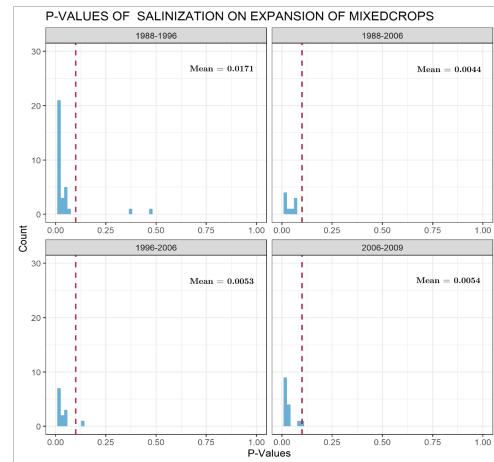 P-VALUES OF SALINIZATION ON EXPANSION OF MIXEDCROPS
1988-1996
1988-2006
30
20
10
0
Mean = 0.0171
Mean = 0.0044
0.00 0.25 0.50 0.75 1.00
0.00 0.25 0.50 0.75 1.00
Count
1996-2006
2006-2009
30
20
10
0
Mean = 0.0053
Mean = 0.0054
0.00 0.25 0.50 0.75 1.00
0.00 0.25 0.50 0.75 1.00
P-Values